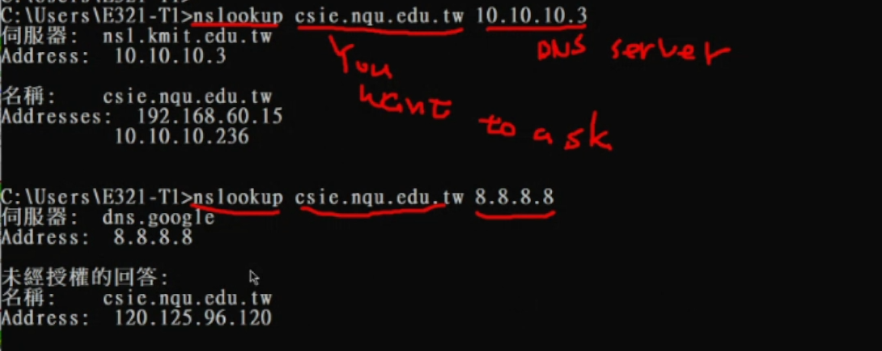 C:\Users\E321-T1>nslookup csie.nqu.edu.tw 10.10.10.3
伺服器:  ns1.kmit.edu.tw
Address:  10.10.10.3
DNS server
You
want
to ask
名稱:    csie.nqu.edu.tw
Addresses:  192.168.60.15
10.10.10.236
C:\Users\E321-T1>nslookup csie.nqu.edu.tw 8.8.8.8
伺服器:  dns.google
Address:  8.8.8.8
未經授權的回答:
名稱:    csie.nqu.edu.tw
Address:  120.125.96.120